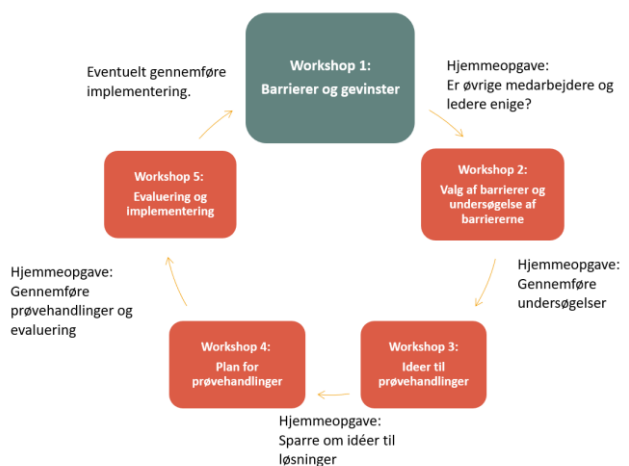 Workshop 1:
Barrierer og gevinster
Hjemmeopgave:
Er øvrige medarbejdere og
ledere enige?
Workshop 2:
Valg af barrierer og
undersøgelse af
barriererne
Hjemmeopgave:
Gennemføre
undersøgelser
Workshop 3:
Ideer til
prøvehandlinger
Hjemmeopgave:
Sparre om idéer til
løsninger
Workshop 4:
Plan for
prøvehandlinger
Hjemmeopgave:
Gennemføre
prøvehandlinger og
evaluering
Workshop 5:
Evaluering og
implementering
Eventuelt gennemføre
implementering.